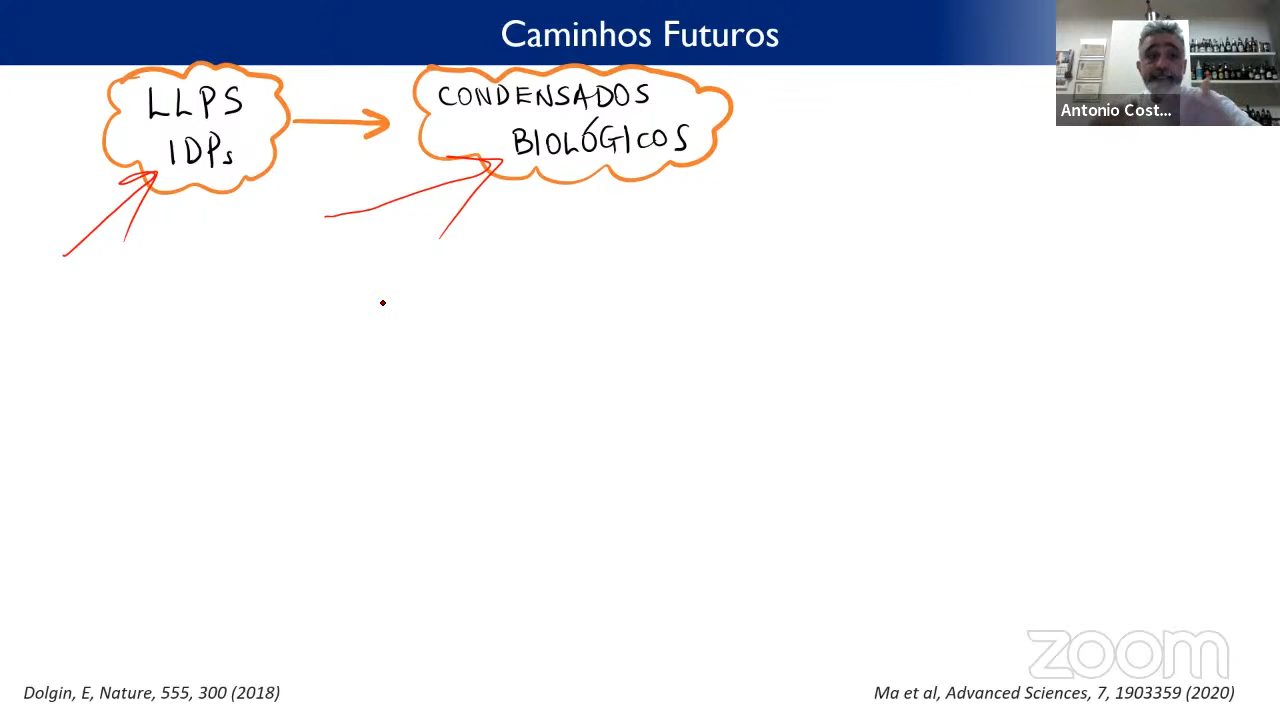 Caminhos Futuros
Antonio Cost...
LLPS
IDPs
CONDENSADOS
BIOLÓGICOS
zoom
Dolgin, E, Nature, 555, 300 (2018)
Ma et al, Advanced Sciences, 7, 1903359 (2020)